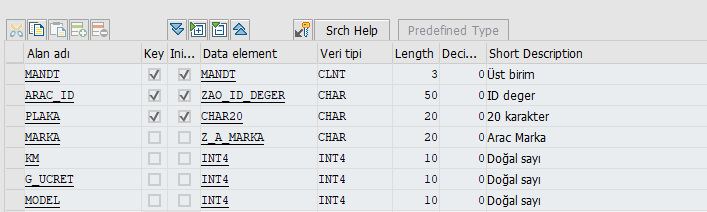 Srch Help Predefined Type
Alan adı Key Ini... Data element Veri tipi Length Deci... Short Description
MANDT MANDT CLNT 3 0 Üst birim
ARAC_ID ZAO_ID_DEGER CHAR 50 0 ID deger
PLAKA CHAR20 CHAR 20 0 20 karakter
MARKA Z_A_MARKA CHAR 20 0 Arac Marka
KM INT4 INT4 10 0 Doğal sayı
G_UCRET INT4 INT4 10 0 Doğal sayı
MODEL INT4 INT4 10 0 Doğal sayı